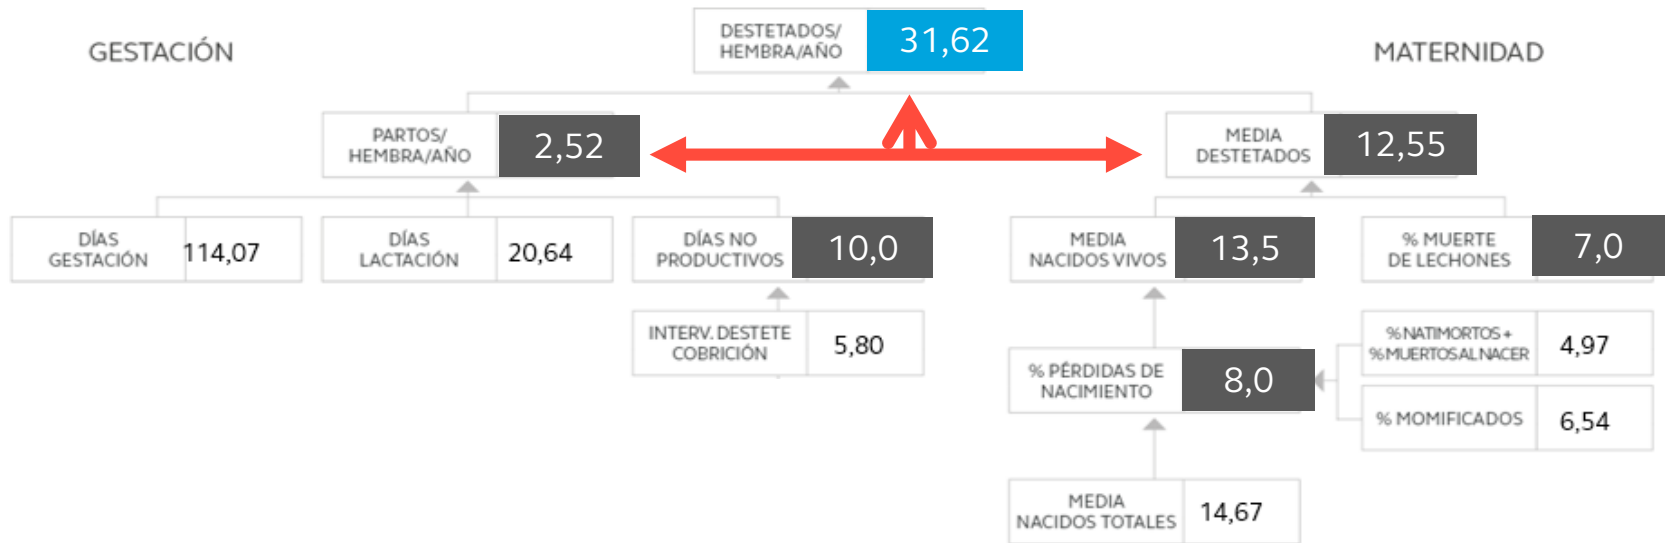 GESTACIÓN
DESTETADOS/
HEMBRA/AÑO
31,62
MATERNIDAD
PARTOS/
HEMBRA/AÑO
2,52
MEDIA
DESTETADOS
12,55
DÍAS
GESTACIÓN
114,07
DÍAS
LACTACIÓN
20,64
DÍAS NO
PRODUCTIVOS
10,0
MEDIA
NACIDOS VIVOS
13,5
% MUERTE
DE LECHONES
7,0
INTERV. DESTETE
COBRICIÓN
5,80
% PÉRDIDAS DE
NACIMIENTO
8,0
% NATIMORTOS +
% MUERTOS AL NACER
4,97
% MOMIFICADOS
6,54
MEDIA
NACIDOS TOTALES
14,67